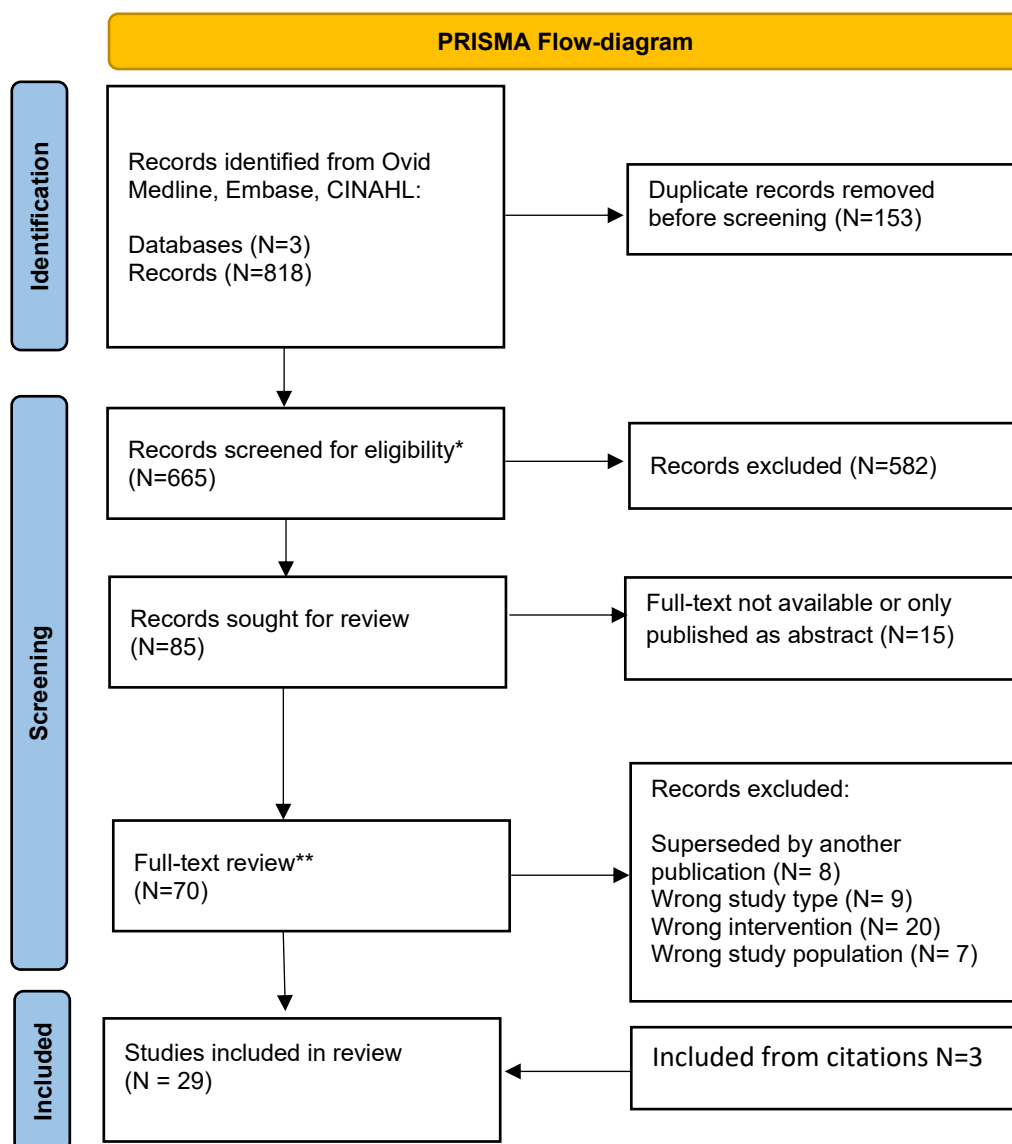 PRISMA Flow-diagram
Identification
Records identified from Ovid
Medline, Embase, CINAHL:
Databases (N=3)
Records (N=818)
Duplicate records removed
before screening (N=153)
Screening
Records screened for eligibility*
(N=665)
Records excluded (N=582)
Records sought for review
(N=85)
Full-text not available or only
published as abstract (N=15)
Full-text review**
(N=70)
Records excluded:
Superseded by another
publication (N= 8)
Wrong study type (N= 9)
Wrong intervention (N= 20)
Wrong study population (N= 7)
Included
Studies included in review
(N = 29)
Included from citations N=3